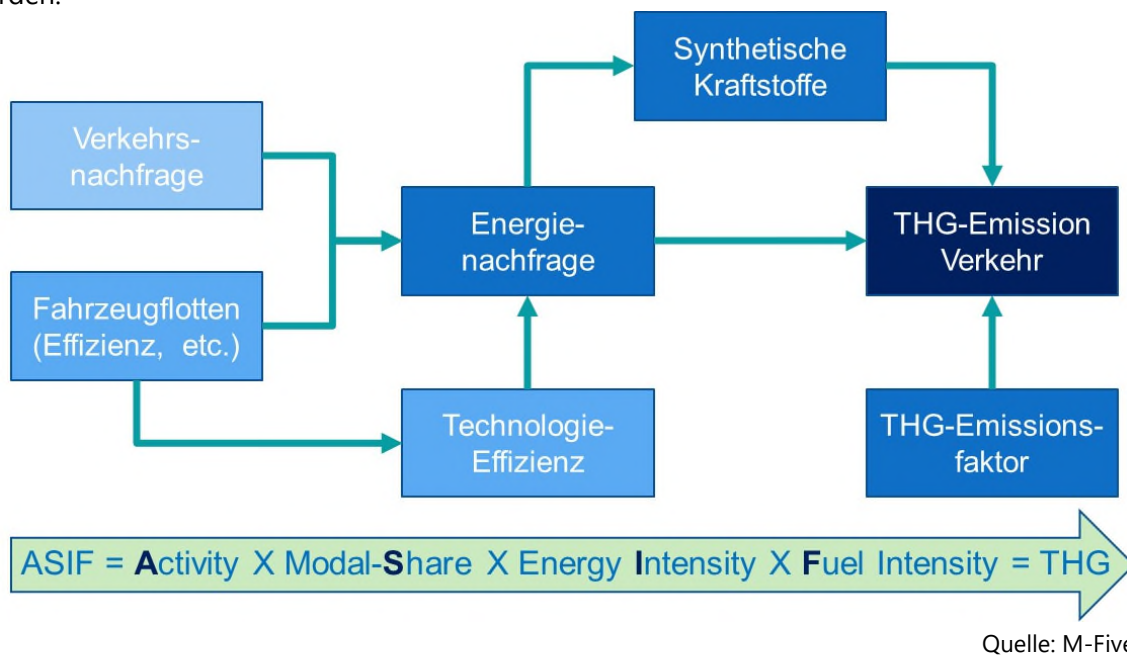 Synthetische
Kraftstoffe
Verkehrs-
nachfrage
Energie-
nachfrage
THG-Emission
Verkehr
Fahrzeugflotten
(Effizienz, etc.)
Technologie-
Effizienz
THG-Emissions-
faktor
ASIF = Activity X Modal-Share X Energy Intensity X Fuel Intensity = THG
Quelle: M-Five